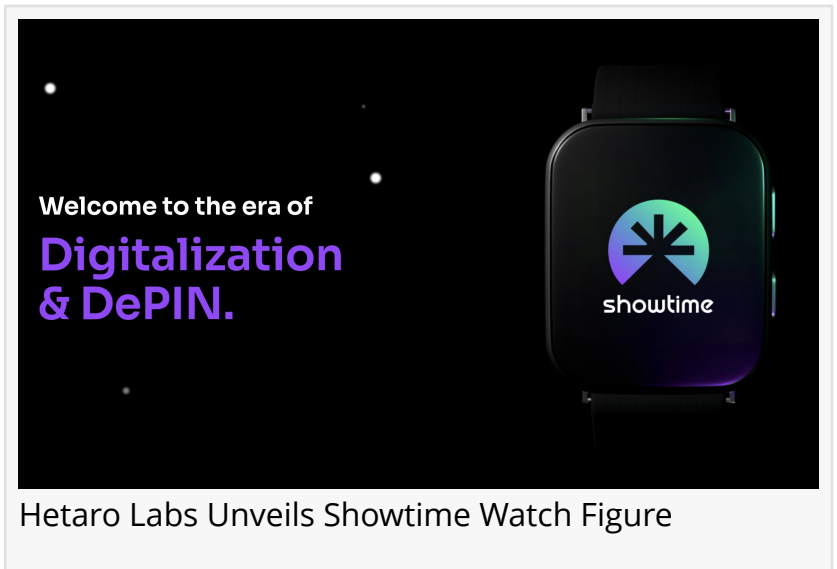 Welcome to the era of
Digitalization
& DePIN.
showtime
Hetaro Labs Unveils Showtime Watch Figure